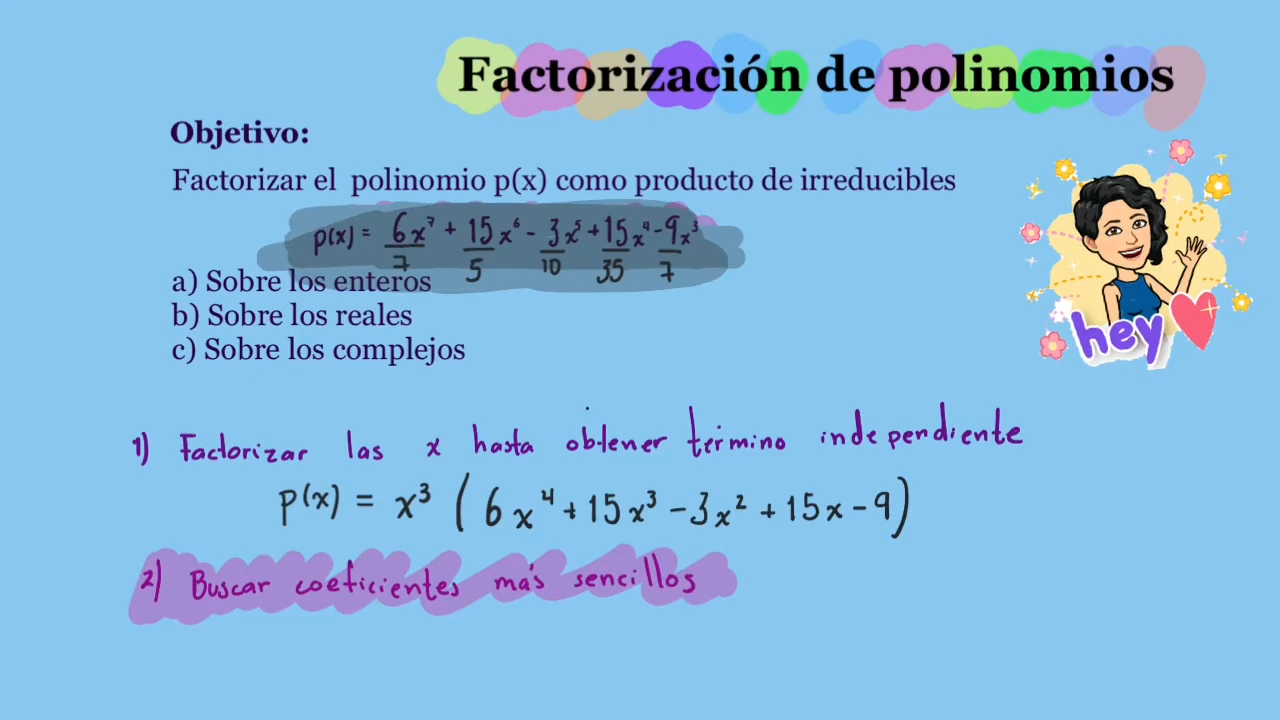 Factorización de polinomios
Objetivo:
Factorizar el polinomio p(x) como producto de irreducibles
p(x) = 6x⁷/7 + 15/5 x⁶ - 3/10 x⁵ + 15/35 x⁴ - 9/7 x³
a) Sobre los enteros
b) Sobre los reales
c) Sobre los complejos
hey
1) Factorizar las x hasta obtener termino independiente
p(x) = x³ (6x⁴ + 15x³ - 3x² + 15x - 9)
2) Buscar coeficientes más sencillos